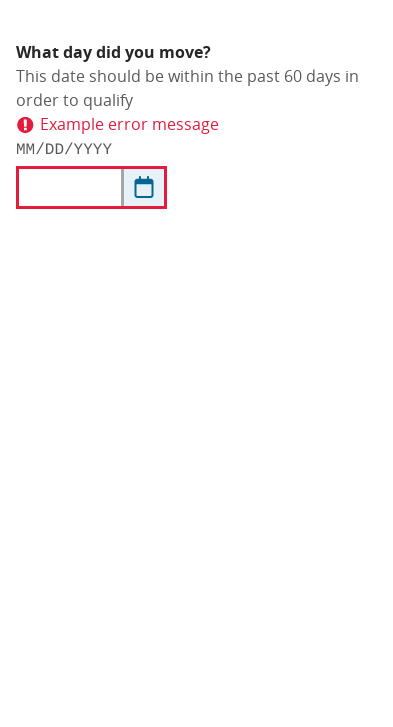 What day did you move?
This date should be within the past 60 days in
order to qualify
Example error message
MM/DD/YYYY